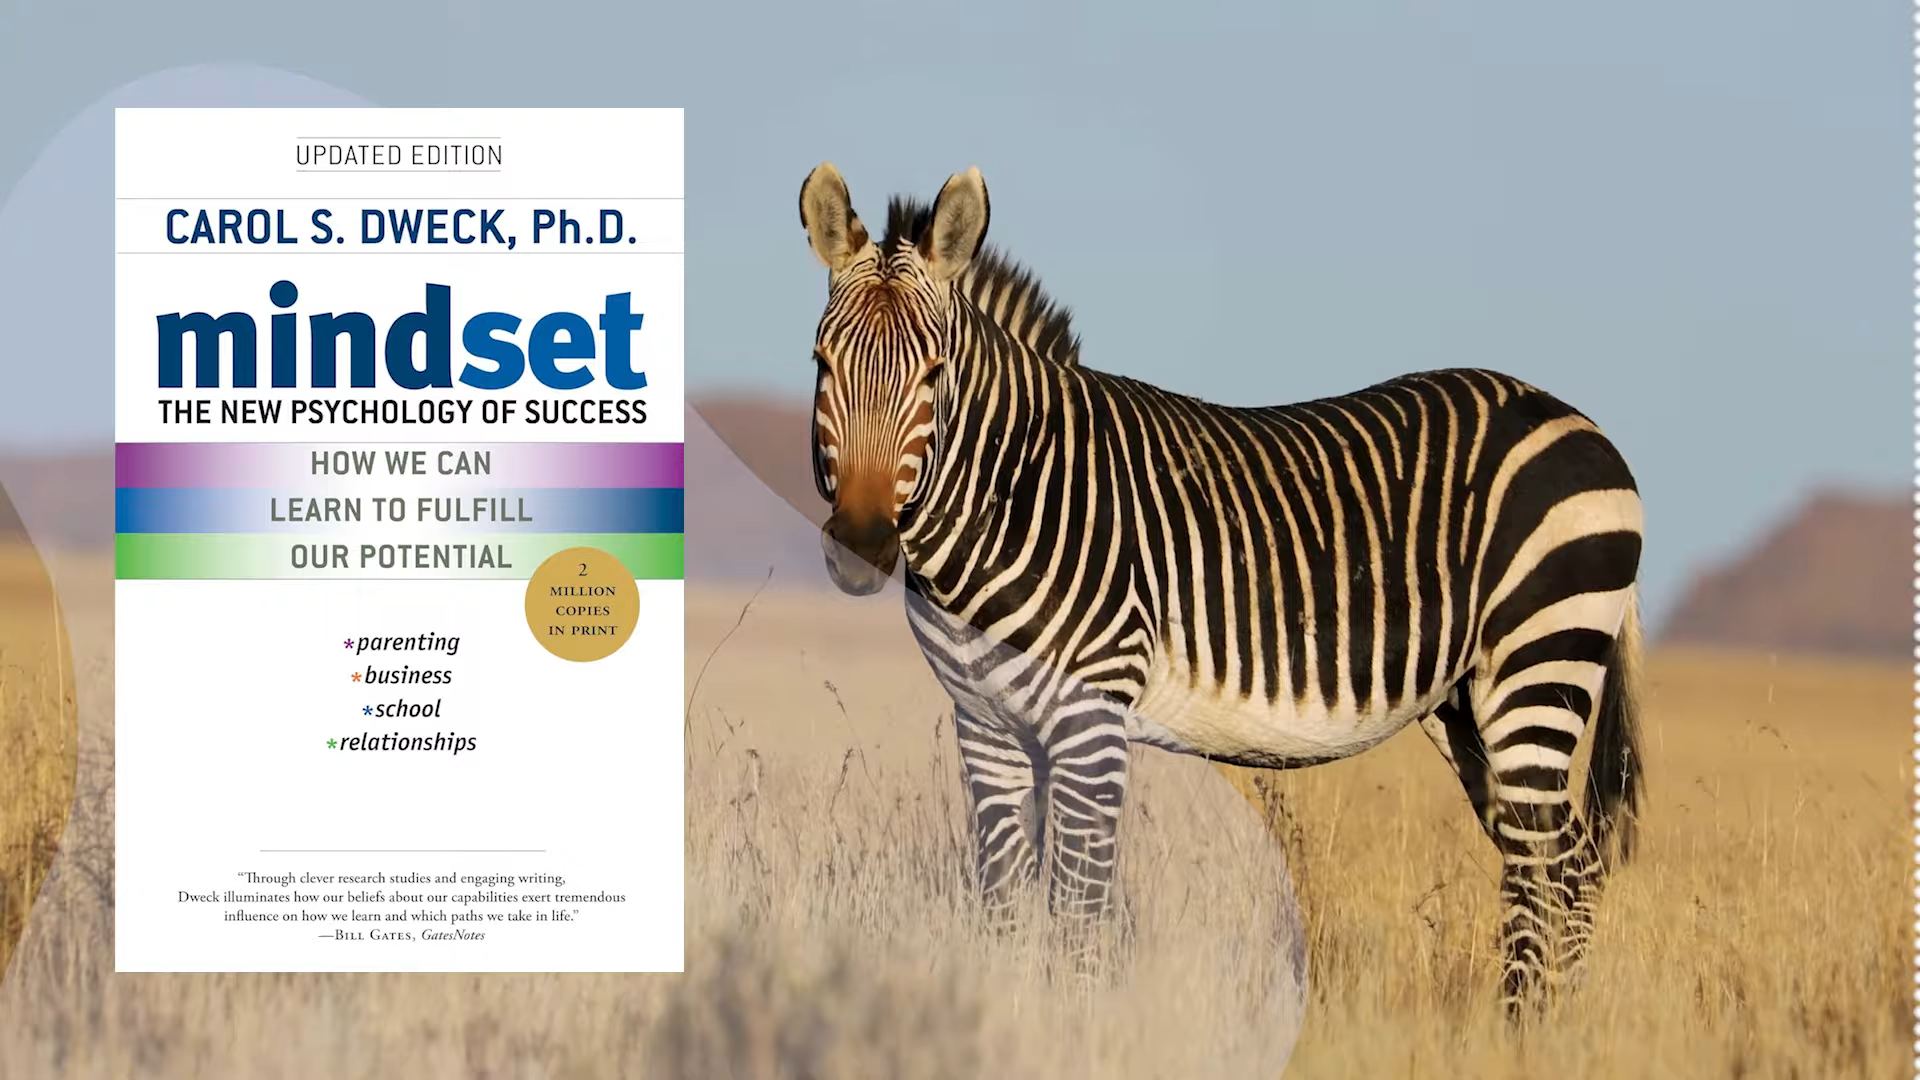 UPDATED EDITION
CAROL S. DWECK, Ph.D.
mindset
THE NEW PSYCHOLOGY OF SUCCESS
HOW WE CAN
LEARN TO FULFILL
OUR POTENTIAL
2
MILLION
COPIES
IN PRINT
*parenting
*business
*school
*relationships
“Through clever research studies and engaging writing,
Dweck illuminates how our beliefs about our capabilities exert tremendous
influence on how we learn and which paths we take in life.”
—BILL GATES, GatesNotes